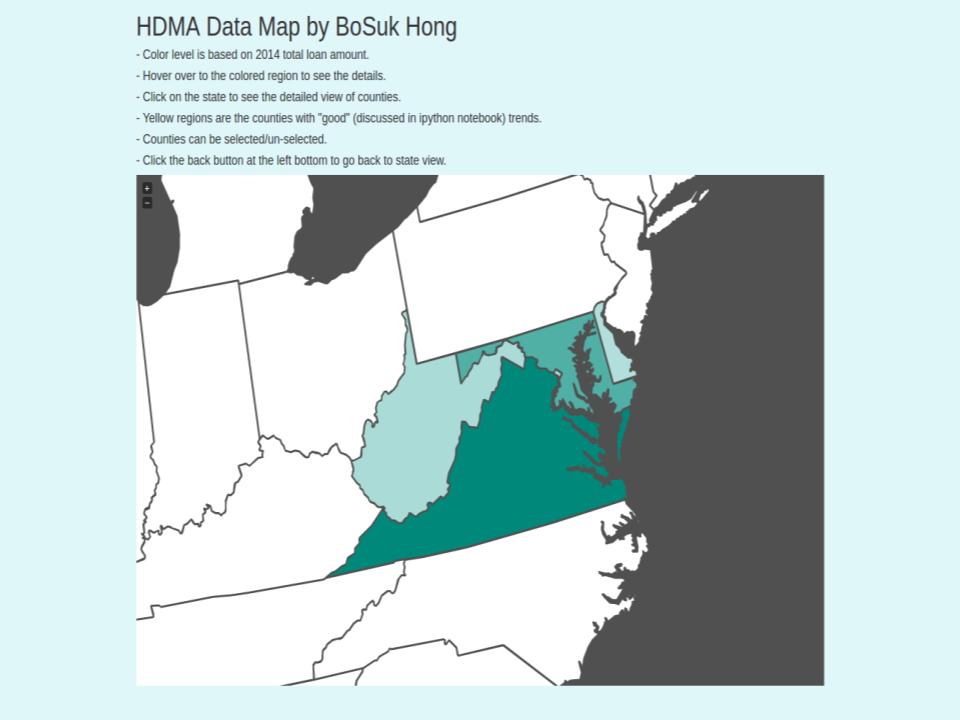 HDMA Data Map by BoSuk Hong
- Color level is based on 2014 total loan amount.
- Hover over to the colored region to see the details.
- Click on the state to see the detailed view of counties.
- Yellow regions are the counties with "good" (discussed in ipython notebook) trends.
- Counties can be selected/un-selected.
- Click the back button at the left bottom to go back to state view.
+
−